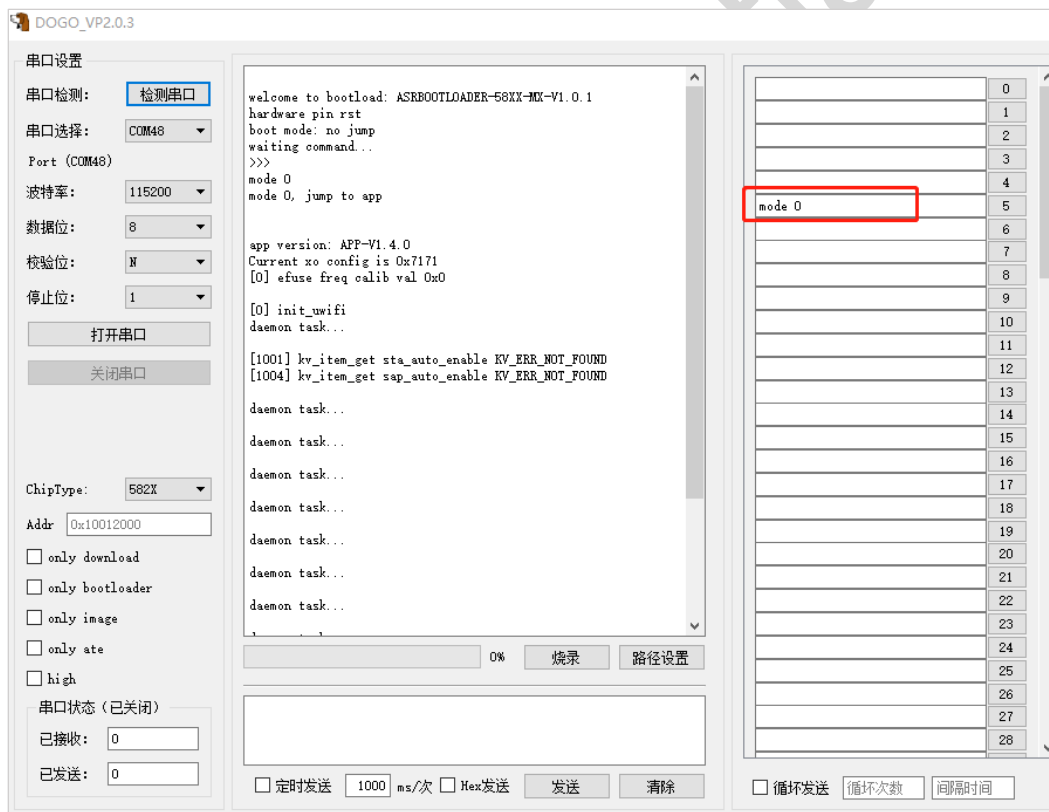 DOGO_VP2.0.3
串口设置
串口检测: 检测串口
串口选择: COM48
Port (COM48)
波特率: 115200
数据位: 8
校验位: N
停止位: 1
打开串口
关闭串口
ChipType: 582X
Addr 0x10012000
only download
only bootloader
only image
only ate
high
串口状态（已关闭）
已接收: 0
已发送: 0
welcome to bootload: ASRBOOTLOADER-58XX-MX-V1.0.1
hardware pin rst
boot mode: no jump
waiting command...
>>>
mode 0
mode 0, jump to app
app version: APP-V1.4.0
Current xo config is 0x7171
[0] efuse freq calib val 0x0
[0] init_uwifi
daemon task...
[1001] kv_item_get sta_auto_enable KV_ERR_NOT_FOUND
[1004] kv_item_get sap_auto_enable KV_ERR_NOT_FOUND
daemon task...
daemon task...
daemon task...
daemon task...
daemon task...
daemon task...
daemon task...
0% 烧录 路径设置
定时发送 1000 ms/次 Hex发送 发送 清除
0
1
2
3
4
mode 0 5
6
7
8
9
10
11
12
13
14
15
16
17
18
19
20
21
22
23
24
25
26
27
28
循环发送 循环次数 间隔时间